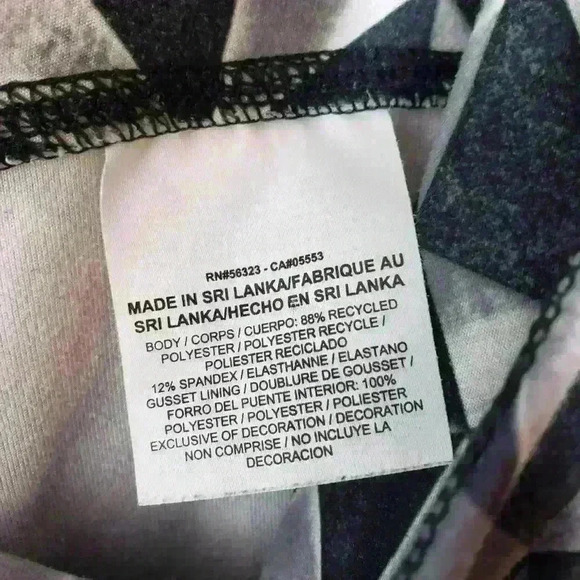 RN#56323 - CA#05553
MADE IN SRI LANKA/FABRIQUE AU
SRI LANKA/HECHO EN SRI LANKA
BODY / CORPS / CUERPO: 88% RECYCLED
POLYESTER / POLYESTER RECYCLE /
POLIESTER RECICLADO
12% SPANDEX / ELASTHANNE / ELASTANO
GUSSET LINING / DOUBLURE DE GOUSSET /
FORRO DEL PUENTE INTERIOR: 100%
POLYESTER / POLYESTER / POLIESTER
EXCLUSIVE OF DECORATION / DECORATION
NON COMPRISE / NO INCLUYE LA
DECORACION